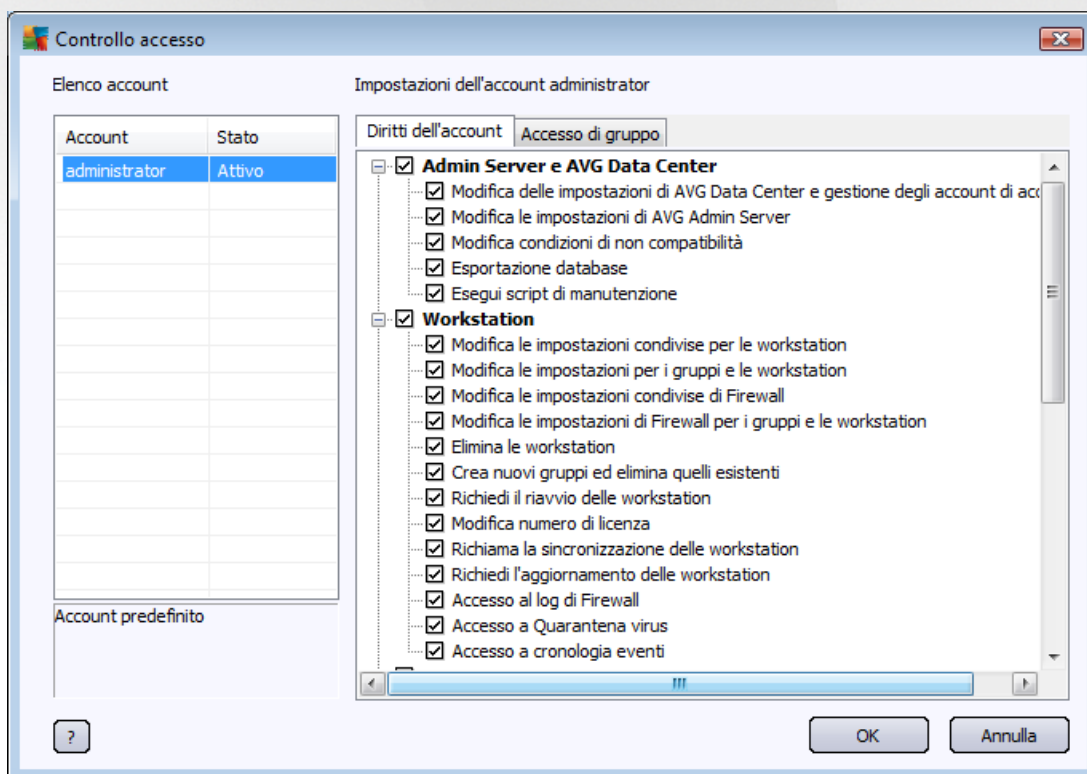 Controllo accesso
Elenco account
Impostazioni dell'account administrator
Account Stato
administrator Attivo
Account predefinito
Diritti dell'account Accesso di gruppo
Admin Server e AVG Data Center
Modifica delle impostazioni di AVG Data Center e gestione degli account di acc
Modifica le impostazioni di AVG Admin Server
Modifica condizioni di non compatibilità
Esportazione database
Esegui script di manutenzione
Workstation
Modifica le impostazioni condivise per le workstation
Modifica le impostazioni per i gruppi e le workstation
Modifica le impostazioni condivise di Firewall
Modifica le impostazioni di Firewall per i gruppi e le workstation
Elimina le workstation
Crea nuovi gruppi ed elimina quelli esistenti
Richiedi il riavvio delle workstation
Modifica numero di licenza
Richiama la sincronizzazione delle workstation
Richiedi l'aggiornamento delle workstation
Accesso al log di Firewall
Accesso a Quarantena virus
Accesso a cronologia eventi
?
OK
Annulla